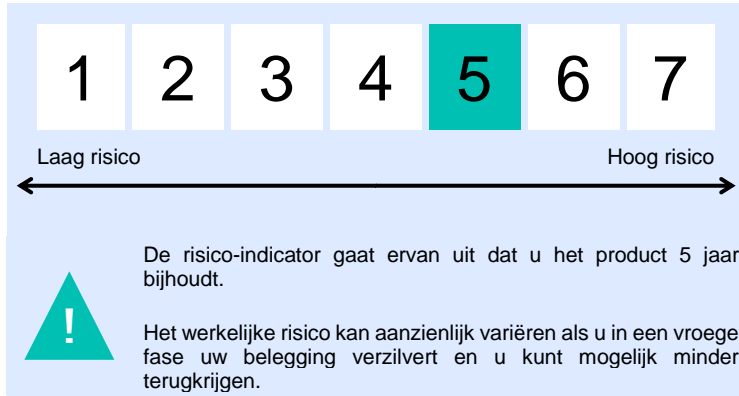 1 2 3 4 5 6 7
Laag risico Hoog risico
De risico-indicator gaat ervan uit dat u het product 5 jaar
bijhoudt.
!
Het werkelijke risico kan aanzienlijk variëren als u in een vroege
fase uw belegging verzilvert en u kunt mogelijk minder
terugkrijgen.